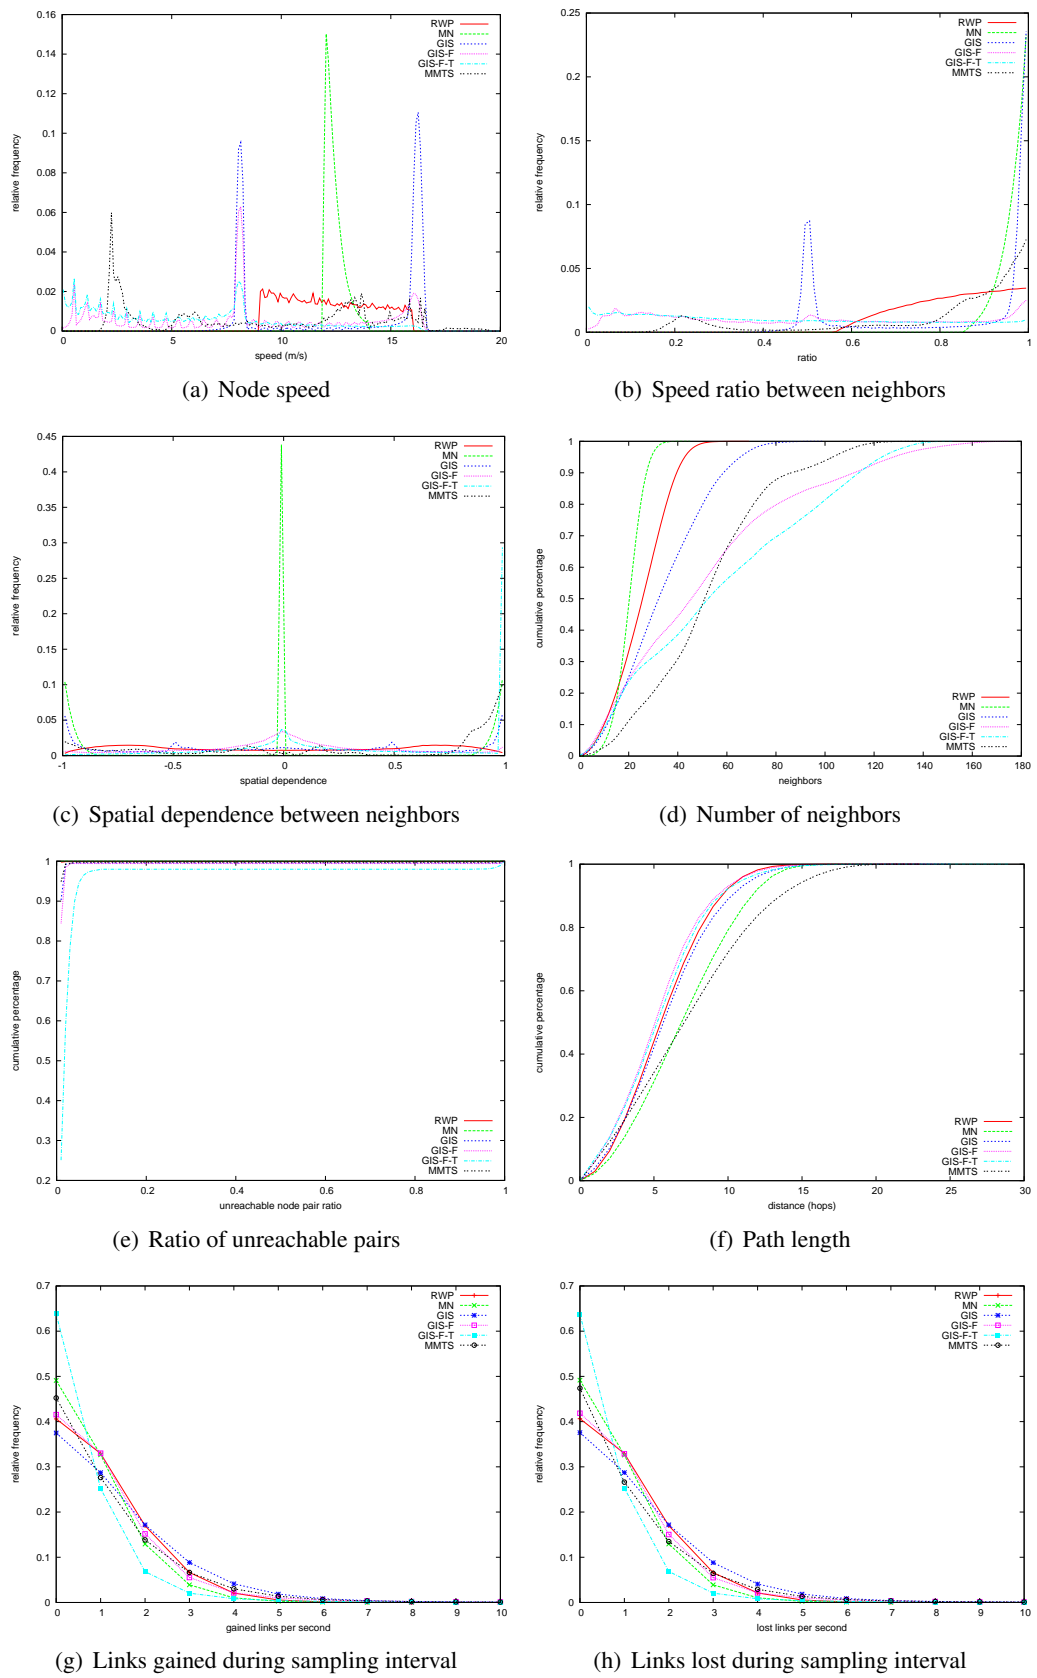 0.16
0.14
0.12
0.1
0.08
0.06
0.04
0.02
0
0 5 10 15 20
relative frequency
speed (m/s)
RWP
MN
GIS
GIS-F
GIS-F-T
MMTS
(a) Node speed
0.25
0.2
0.15
0.1
0.05
0
0 0.2 0.4 0.6 0.8 1
relative frequency
ratio
RWP
MN
GIS
GIS-F
GIS-F-T
MMTS
(b) Speed ratio between neighbors
0.45
0.4
0.35
0.3
0.25
0.2
0.15
0.1
0.05
0
-1 -0.5 0 0.5 1
relative frequency
spatial dependence
RWP
MN
GIS
GIS-F
GIS-F-T
MMTS
(c) Spatial dependence between neighbors
1
0.9
0.8
0.7
0.6
0.5
0.4
0.3
0.2
0.1
0
0 20 40 60 80 100 120 140 160 180
cumulative percentage
neighbors
RWP
MN
GIS
GIS-F
GIS-F-T
MMTS
(d) Number of neighbors
1
0.9
0.8
0.7
0.6
0.5
0.4
0.3
0.2
0 0.2 0.4 0.6 0.8 1
cumulative percentage
unreachable node pair ratio
RWP
MN
GIS
GIS-F
GIS-F-T
MMTS
(e) Ratio of unreachable pairs
1
0.8
0.6
0.4
0.2
0
0 5 10 15 20 25 30
cumulative percentage
distance (hops)
RWP
MN
GIS
GIS-F
GIS-F-T
MMTS
(f) Path length
0.7
0.6
0.5
0.4
0.3
0.2
0.1
0
0 1 2 3 4 5 6 7 8 9 10
relative frequency
gained links per second
RWP
MN
GIS
GIS-F
GIS-F-T
MMTS
(g) Links gained during sampling interval
0.7
0.6
0.5
0.4
0.3
0.2
0.1
0
0 1 2 3 4 5 6 7 8 9 10
relative frequency
lost links per second
RWP
MN
GIS
GIS-F
GIS-F-T
MMTS
(h) Links lost during sampling interval